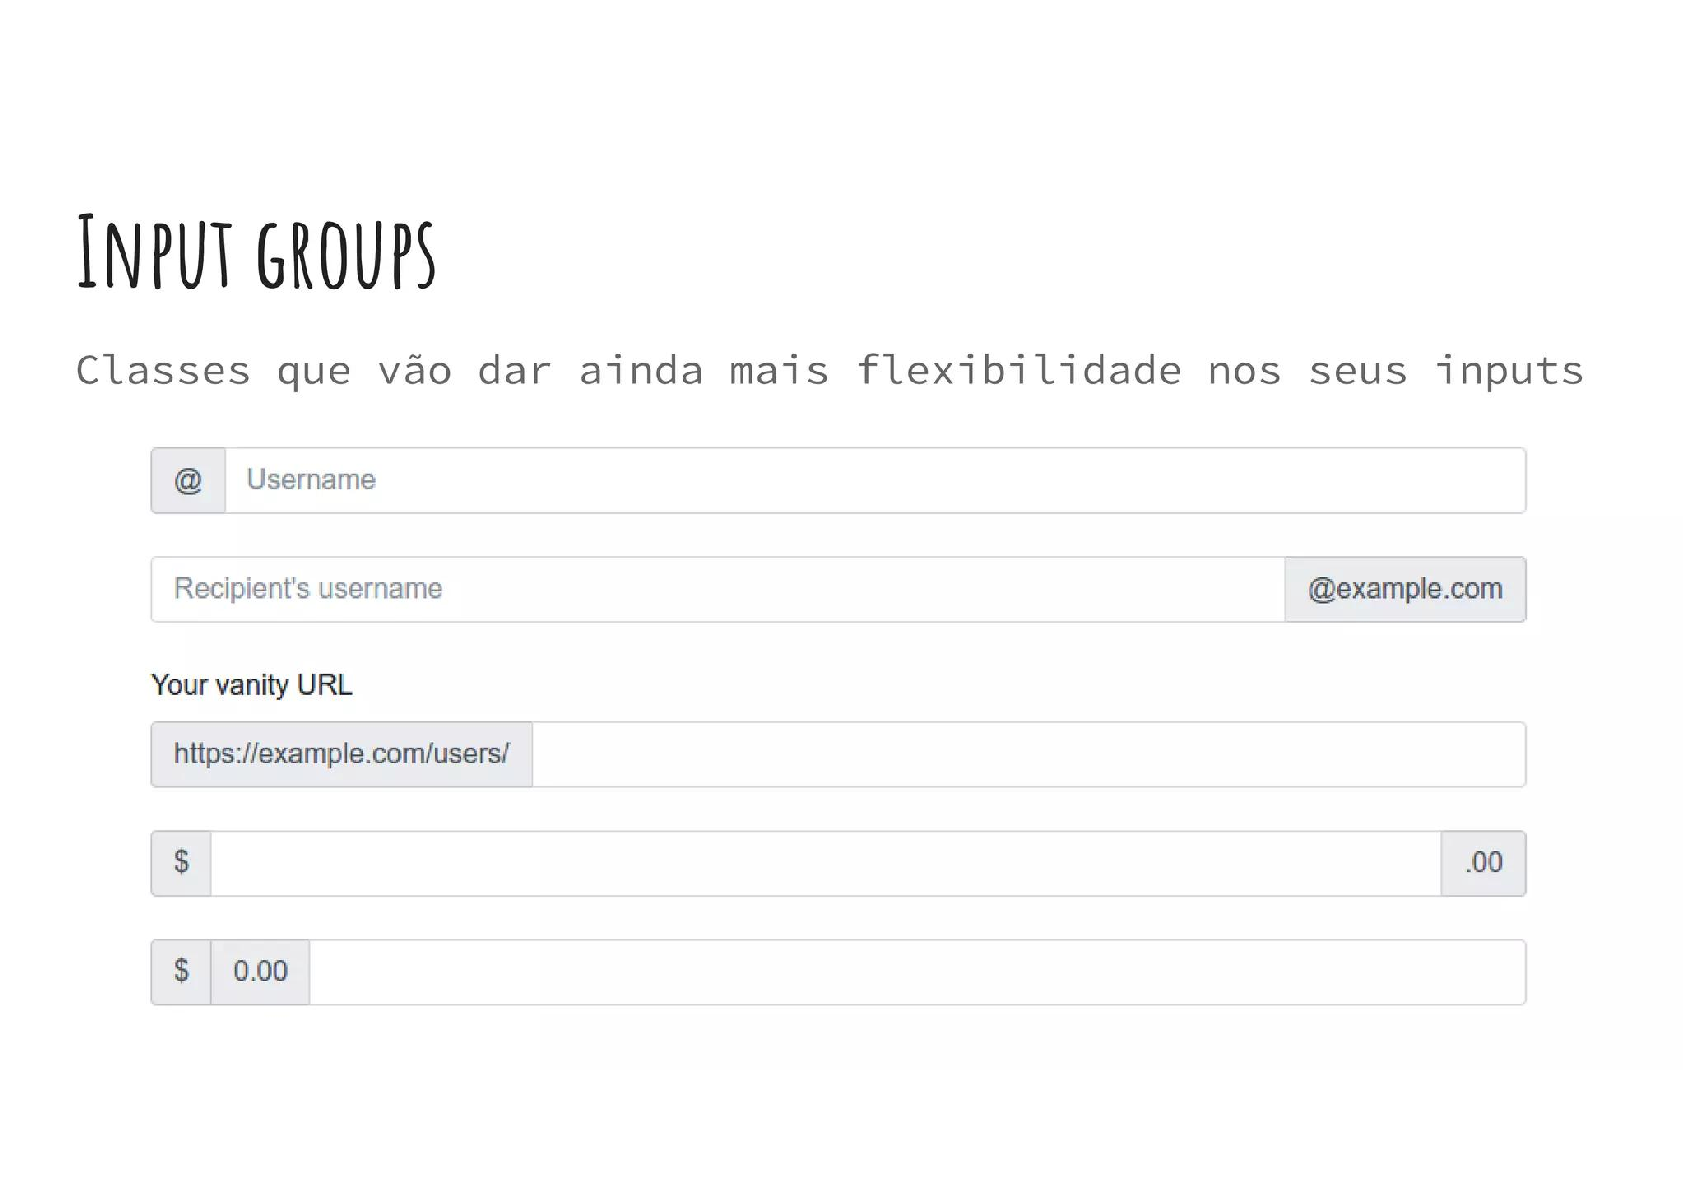 Input groups
Classes que vão dar ainda mais flexibilidade nos seus inputs
@ Username
Recipient's username @example.com
Your vanity URL
https://example.com/users/
$ .00
$ 0.00